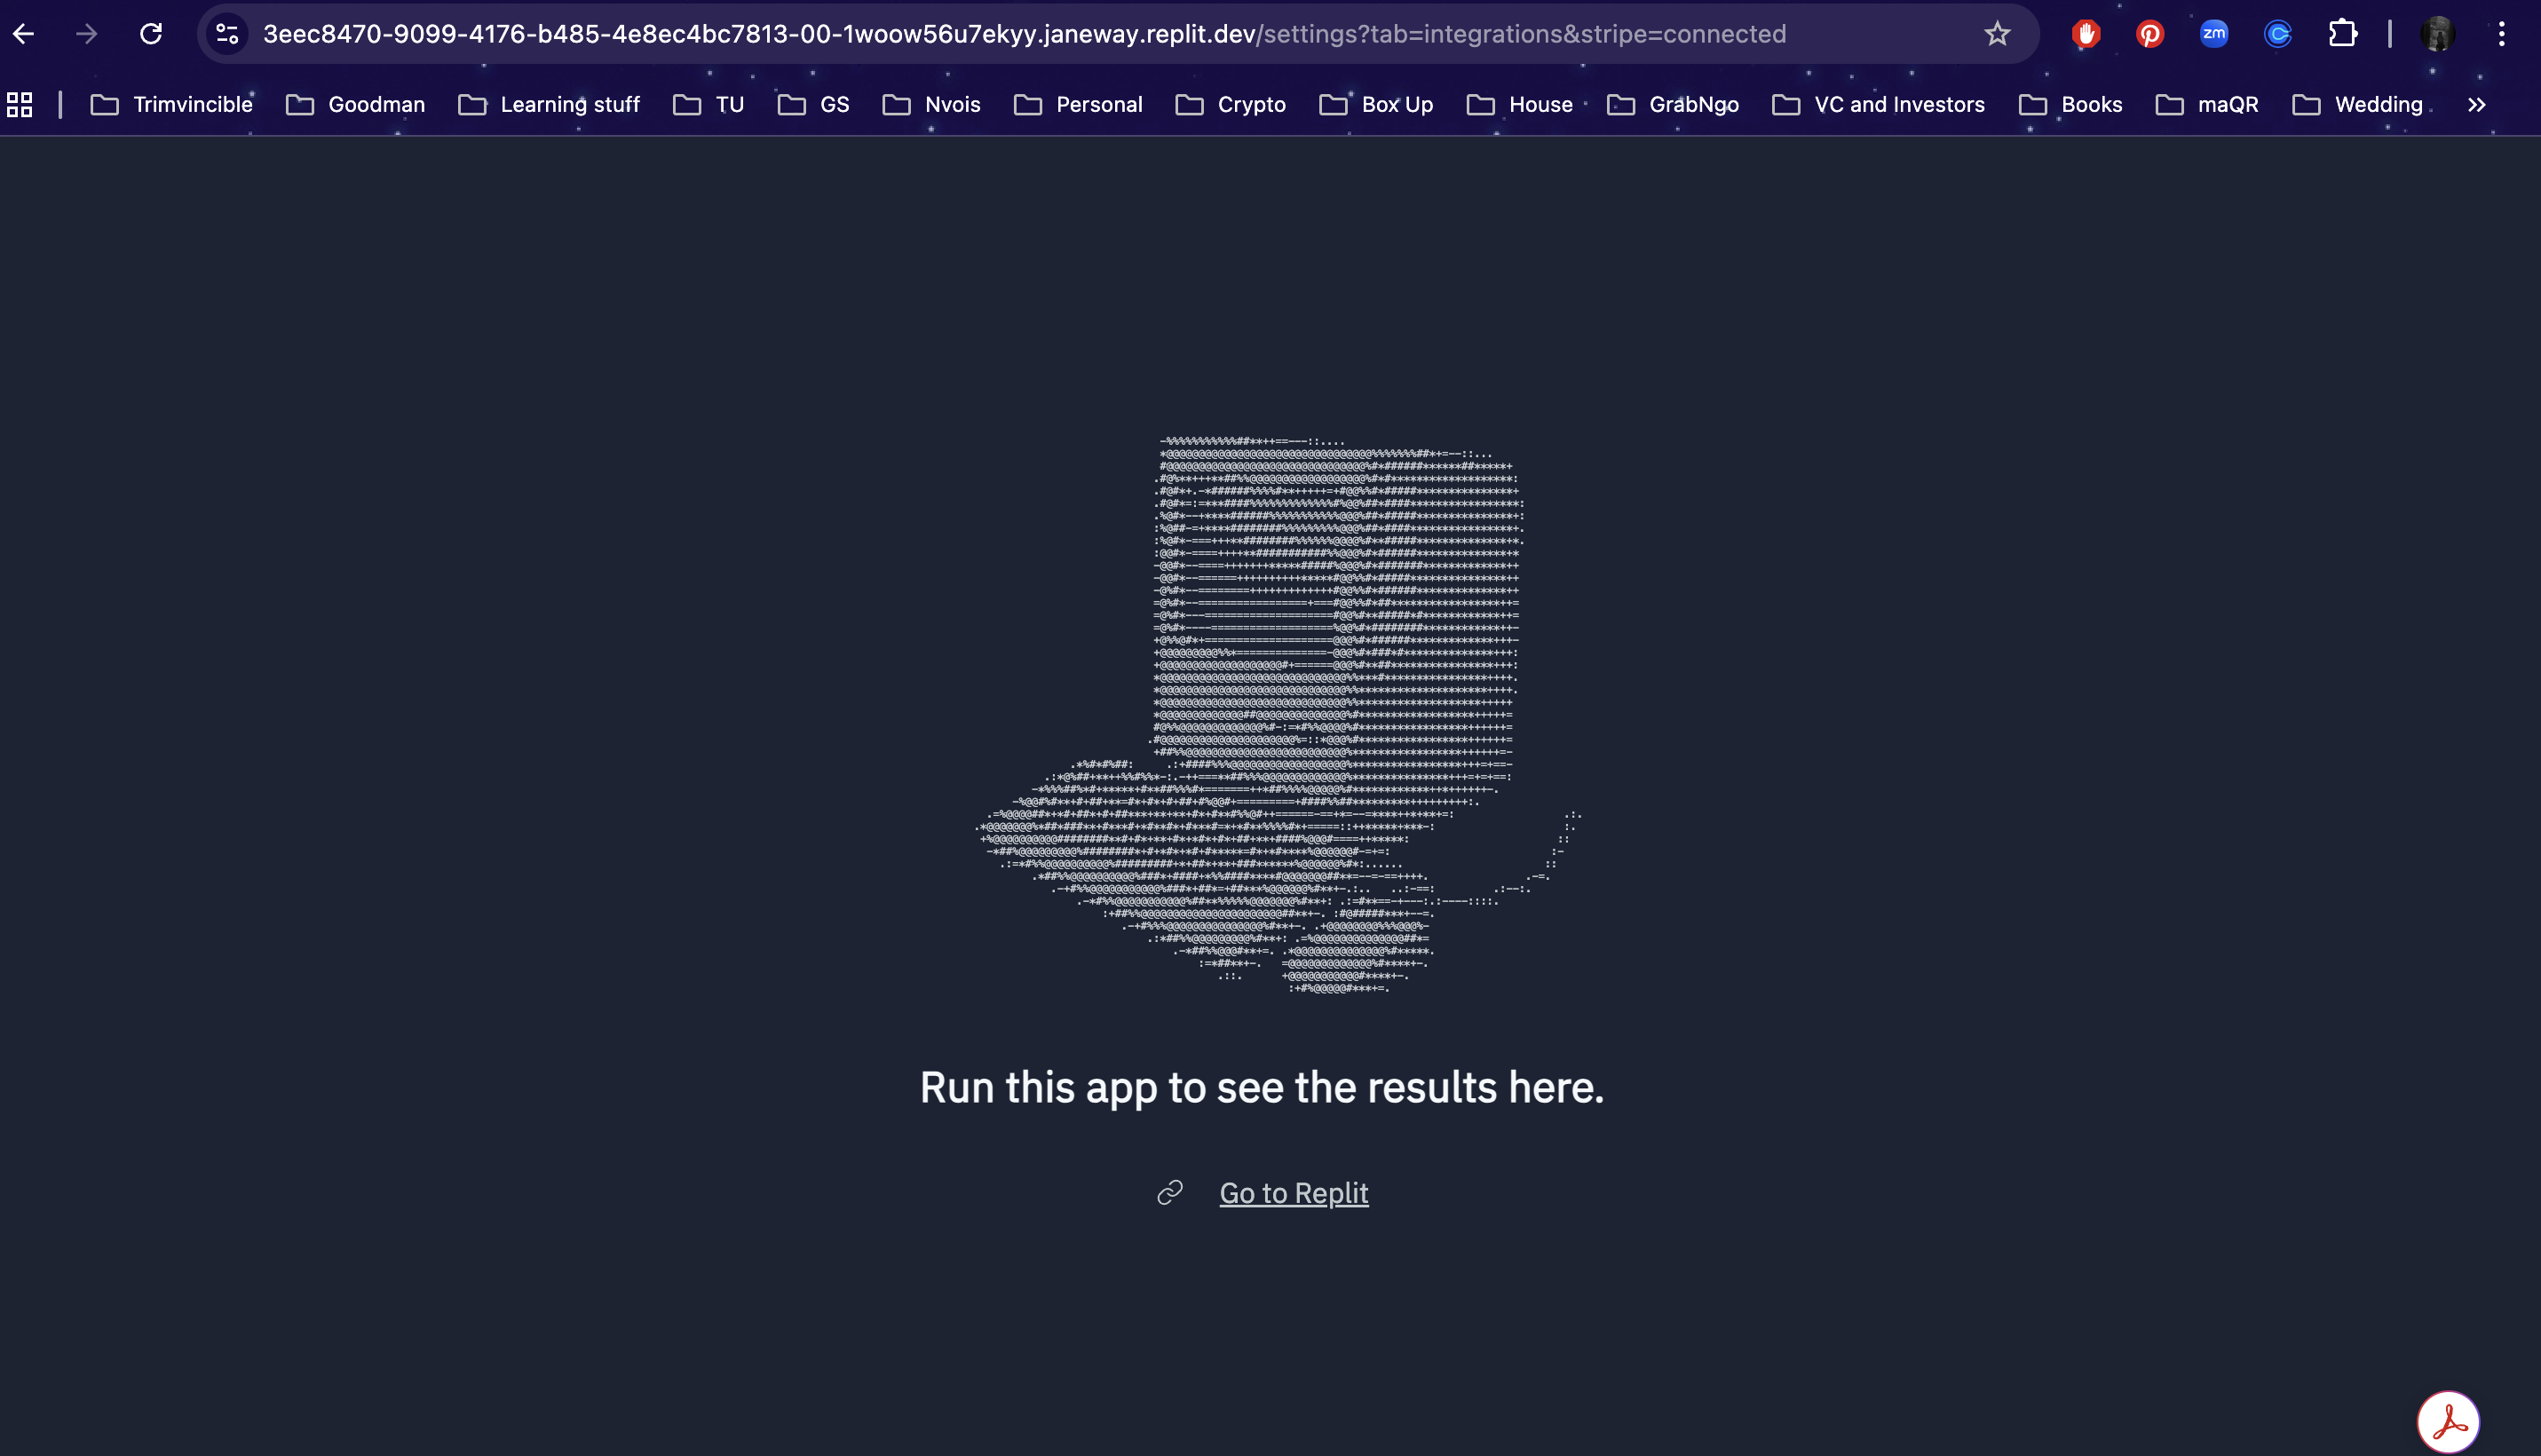 3eec8470-9099-4176-b485-4e8ec4bc7813-00-1woow56u7ekyy.janeway.replit.dev/settings?tab=integrations&stripe=connected
zm
Trimvincible Goodman Learning stuff TU GS Nvois Personal Crypto Box Up House GrabNgo VC and Investors Books maQR Wedding
Run this app to see the results here.
Go to Replit